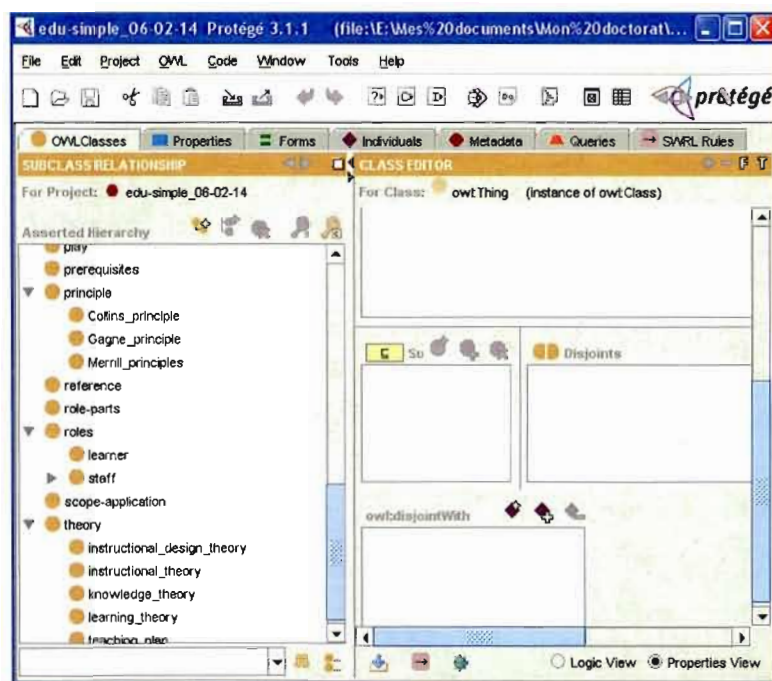 edu-simple_06-02-14 Protégé 3.1.1 (file:\E:\Mes%20documents\Mon%20doctorat\...
File Edit Project OWL Code Window Tools Help
protégé
OWLClasses Properties Forms Individuals Metadata Queries SWRL Rules
SUBCLASS RELATIONSHIP
For Project: edu-simple_06-02-14
Asserted Hierarchy
play
prerequisites
principle
Collins_principle
Gagne_principle
Merrill_principles
reference
role-parts
roles
learner
staff
scope-application
theory
instructional_design_theory
instructional_theory
knowledge_theory
learning_theory
teaching_plan
CLASS EDITOR
F T
For Class: owl:Thing (instance of owl:Class)
Su
Disjoints
owl:disjointWith
Logic View Properties View